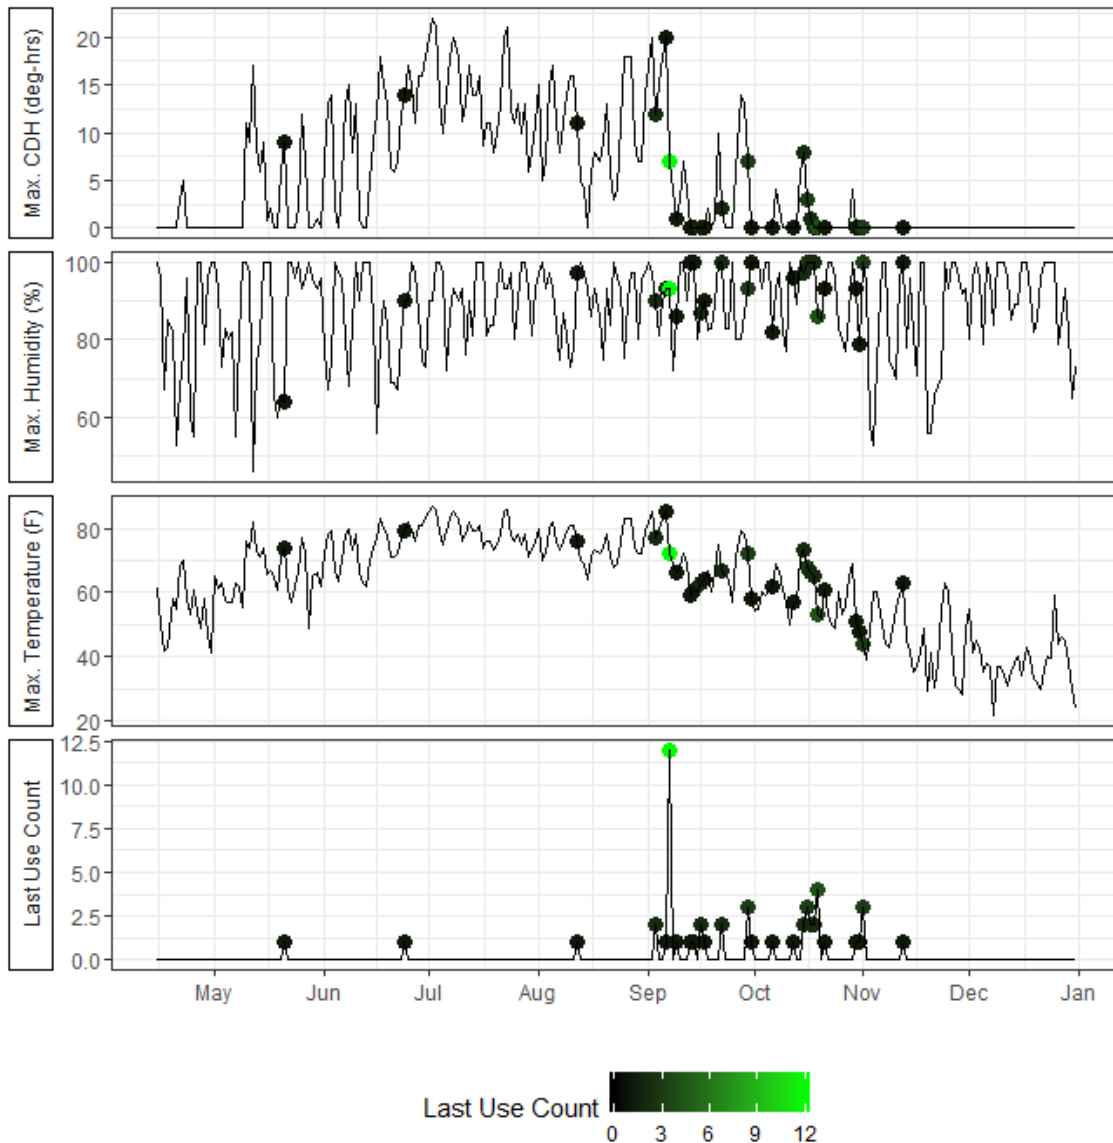 Max. CDH (deg-hrs)
20
15
10
5
0
Max. Humidity (%)
100
80
60
Max. Temperature (F)
80
60
40
20
Last Use Count
12.5
10.0
7.5
5.0
2.5
0.0
May Jun Jul Aug Sep Oct Nov Dec Jan
Last Use Count
0 3 6 9 12